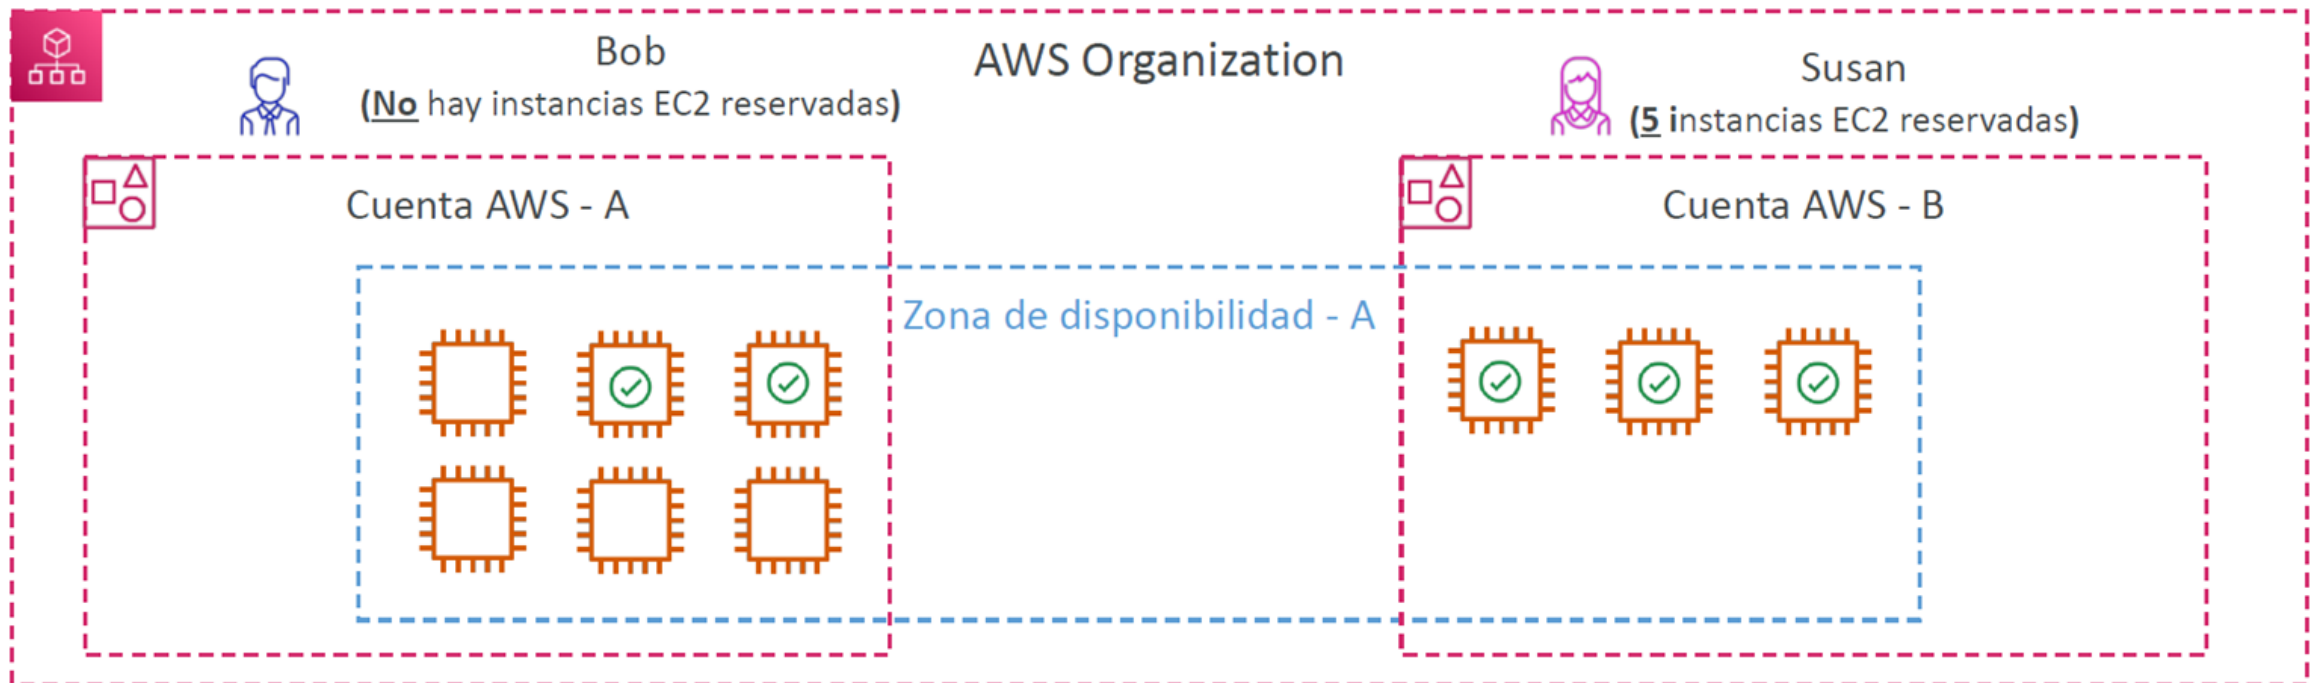 Bob
(No hay instancias EC2 reservadas)
AWS Organization
Susan
(5 instancias EC2 reservadas)
Cuenta AWS - A
Cuenta AWS - B
Zona de disponibilidad - A